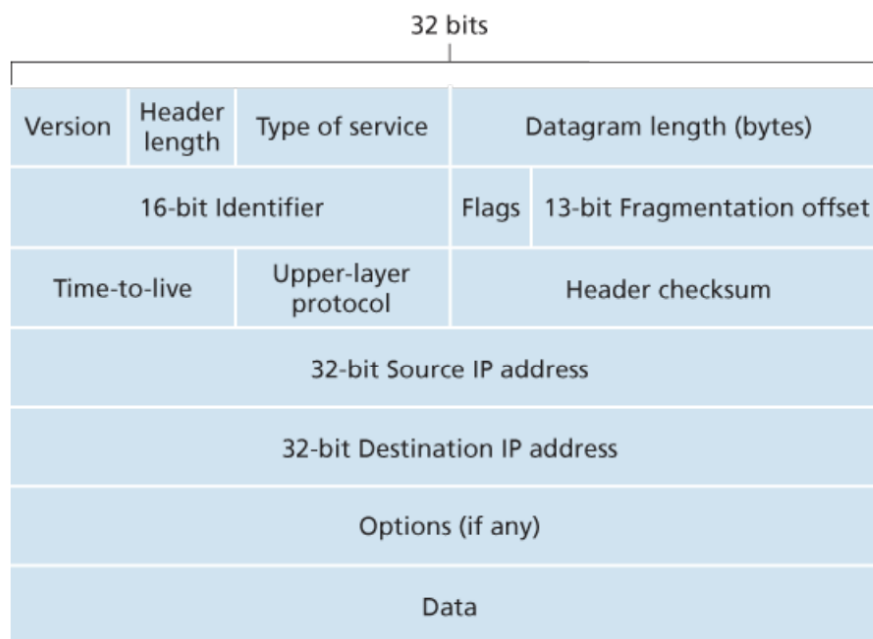 32 bits
Version
Header
length
Type of service
Datagram length (bytes)
16-bit Identifier
Flags
13-bit Fragmentation offset
Time-to-live
Upper-layer
protocol
Header checksum
32-bit Source IP address
32-bit Destination IP address
Options (if any)
Data